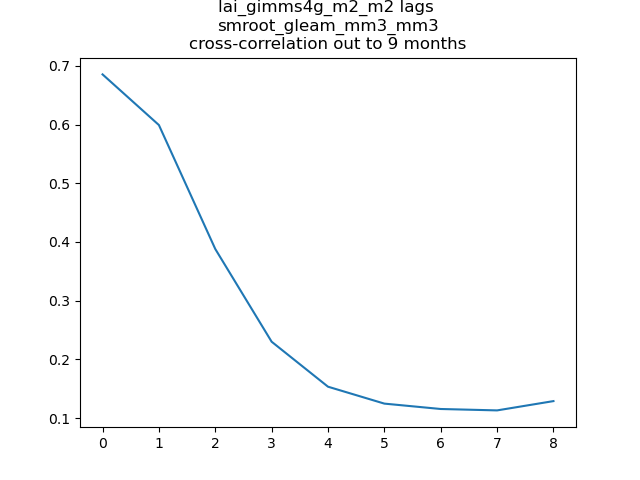 lai_gimms4g_m2_m2 lags
smroot_gleam_mm3_mm3
cross-correlation out to 9 months
0.7
0.6
0.5
0.4
0.3
0.2
0.1
0 1 2 3 4 5 6 7 8